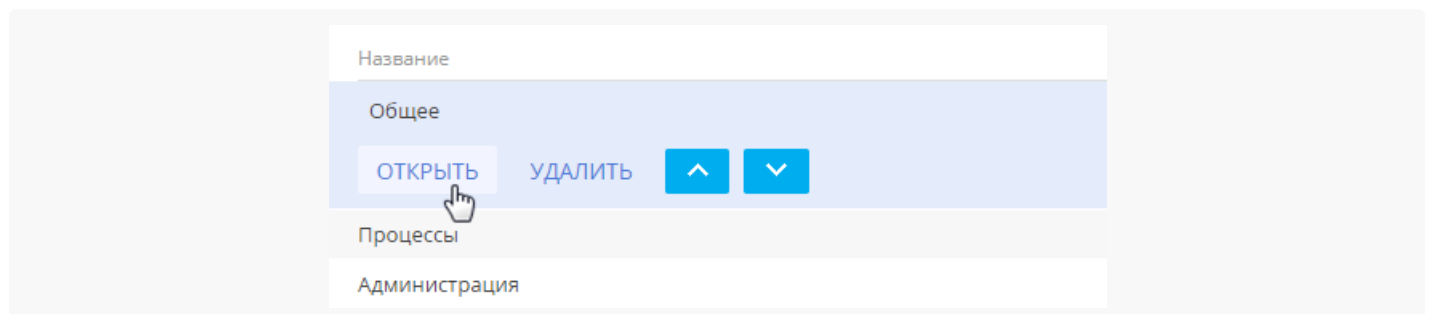 Название
Общее
ОТКРЫТЬ УДАЛИТЬ
Процессы
Администрация